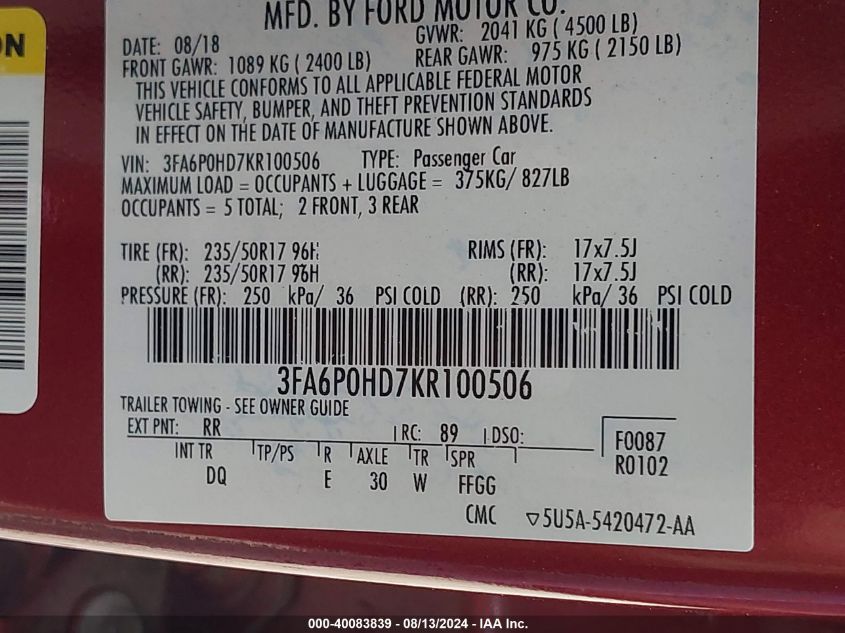 ON
MFD. BY FORD MOTOR CO.
DATE: 08/18 GVWR: 2041 KG ( 4500 LB)
FRONT GAWR: 1089 KG ( 2400 LB) REAR GAWR: 975 KG ( 2150 LB)
THIS VEHICLE CONFORMS TO ALL APPLICABLE FEDERAL MOTOR
VEHICLE SAFETY, BUMPER, AND THEFT PREVENTION STANDARDS
IN EFFECT ON THE DATE OF MANUFACTURE SHOWN ABOVE.
VIN: 3FA6P0HD7KR100506 TYPE: Passenger Car
MAXIMUM LOAD = OCCUPANTS + LUGGAGE = 375KG/ 827LB
OCCUPANTS = 5 TOTAL; 2 FRONT, 3 REAR
TIRE (FR): 235/50R17 96H RIMS (FR): 17x7.5J
(RR): 235/50R17 96H (RR): 17x7.5J
PRESSURE (FR): 250 kPa/ 36 PSI COLD (RR): 250 kPa/ 36 PSI COLD
3FA6P0HD7KR100506
TRAILER TOWING - SEE OWNER GUIDE
EXT PNT: RR RC: 89 DSO: F0087
INT TR TP/PS R AXLE TR SPR R0102
DQ E 30 W FFGG
CMC ▽5U5A-5420472-AA
000-40083839 - 08/13/2024 - IAA Inc.